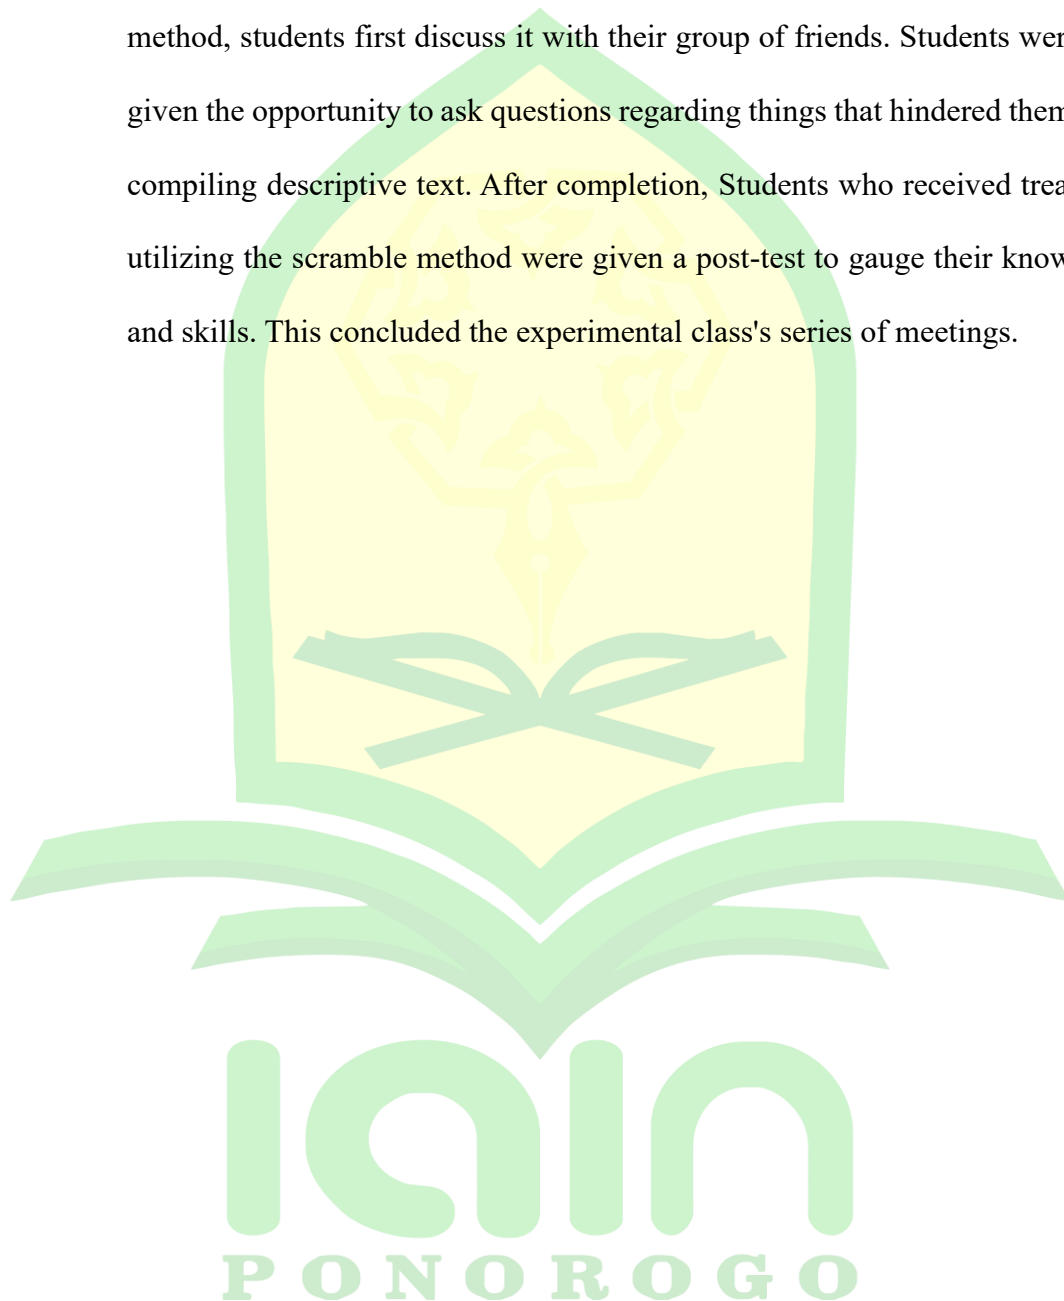 method, students first discuss it with their group of friends. Students wer
given the opportunity to ask questions regarding things that hindered them
compiling descriptive text. After completion, Students who received trea
utilizing the scramble method were given a post-test to gauge their know
and skills. This concluded the experimental class's series of meetings.
iain
PONOROGO